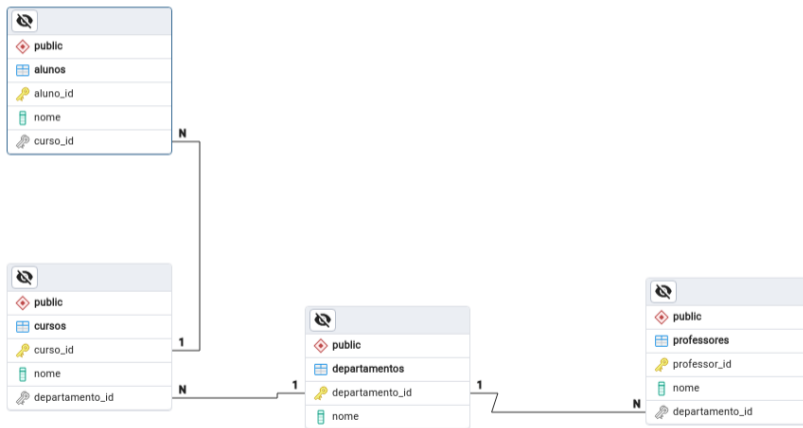 public
alunos
aluno_id
nome
curso_id
N
public
cursos
curso_id
1
nome
departamento_id
N
public
departamentos
1
departamento_id
1
nome
public
professores
professor_id
nome
N
departamento_id